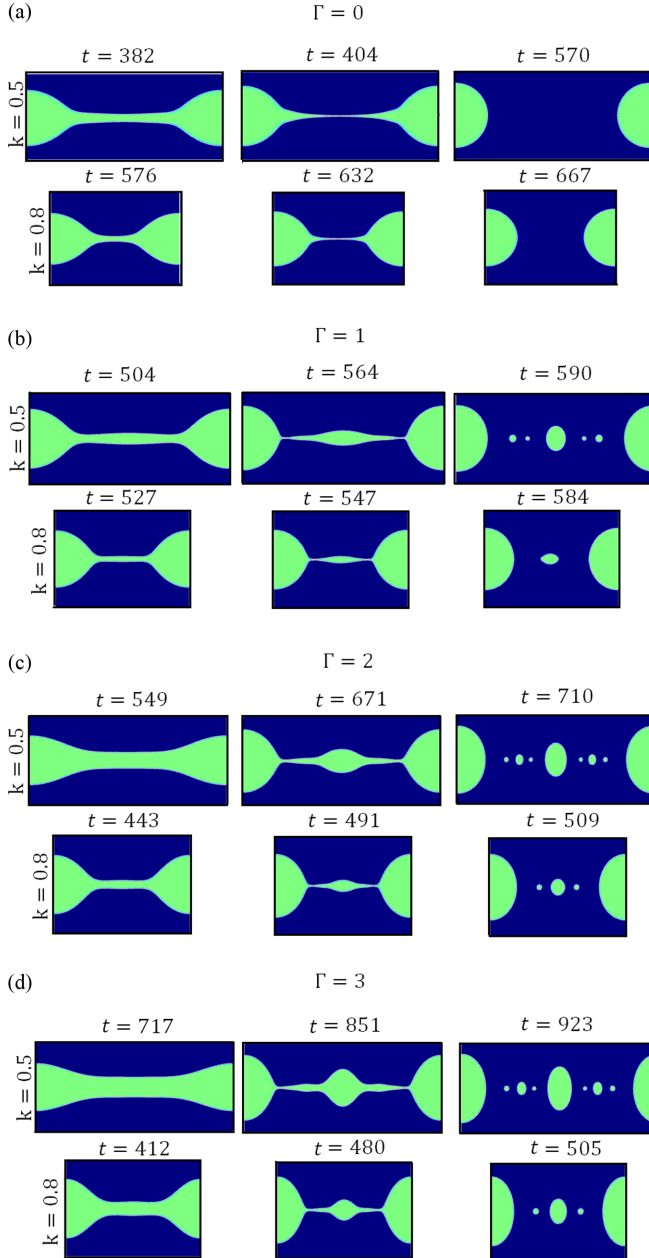 (a)
Γ = 0
t = 382 t = 404 t = 570
k = 0.5
t = 576 t = 632 t = 667
k = 0.8
(b)
Γ = 1
t = 504 t = 564 t = 590
k = 0.5
t = 527 t = 547 t = 584
k = 0.8
(c)
Γ = 2
t = 549 t = 671 t = 710
k = 0.5
t = 443 t = 491 t = 509
k = 0.8
(d)
Γ = 3
t = 717 t = 851 t = 923
k = 0.5
t = 412 t = 480 t = 505
k = 0.8